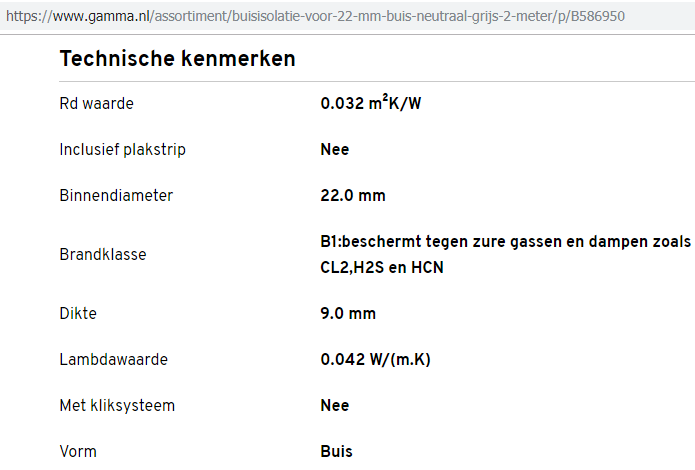 https://www.gamma.nl/assortiment/buisisolatie-voor-22-mm-buis-neutraal-grijs-2-meter/p/B586950
Technische kenmerken
Rd waarde 0.032 m²K/W
Inclusief plakstrip Nee
Binnendiameter 22.0 mm
Brandklasse B1:beschermt tegen zure gassen en dampen zoals
CL2,H2S en HCN
Dikte 9.0 mm
Lambdawaarde 0.042 W/(m.K)
Met kliksysteem Nee
Vorm Buis